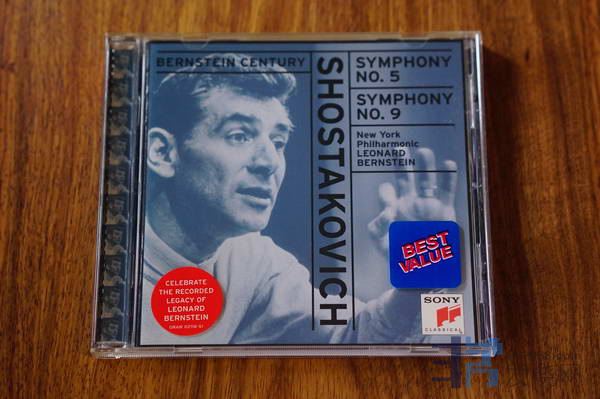 BERNSTEIN CENTURY
SHOSTAKOVICH
SYMPHONY
NO. 5
SYMPHONY
NO. 9
New York
Philharmonic
LEONARD
BERNSTEIN
BEST
VALUE
CELEBRATE
THE RECORDED
LEGACY OF
LEONARD
BERNSTEIN
SONY
CLASSICAL